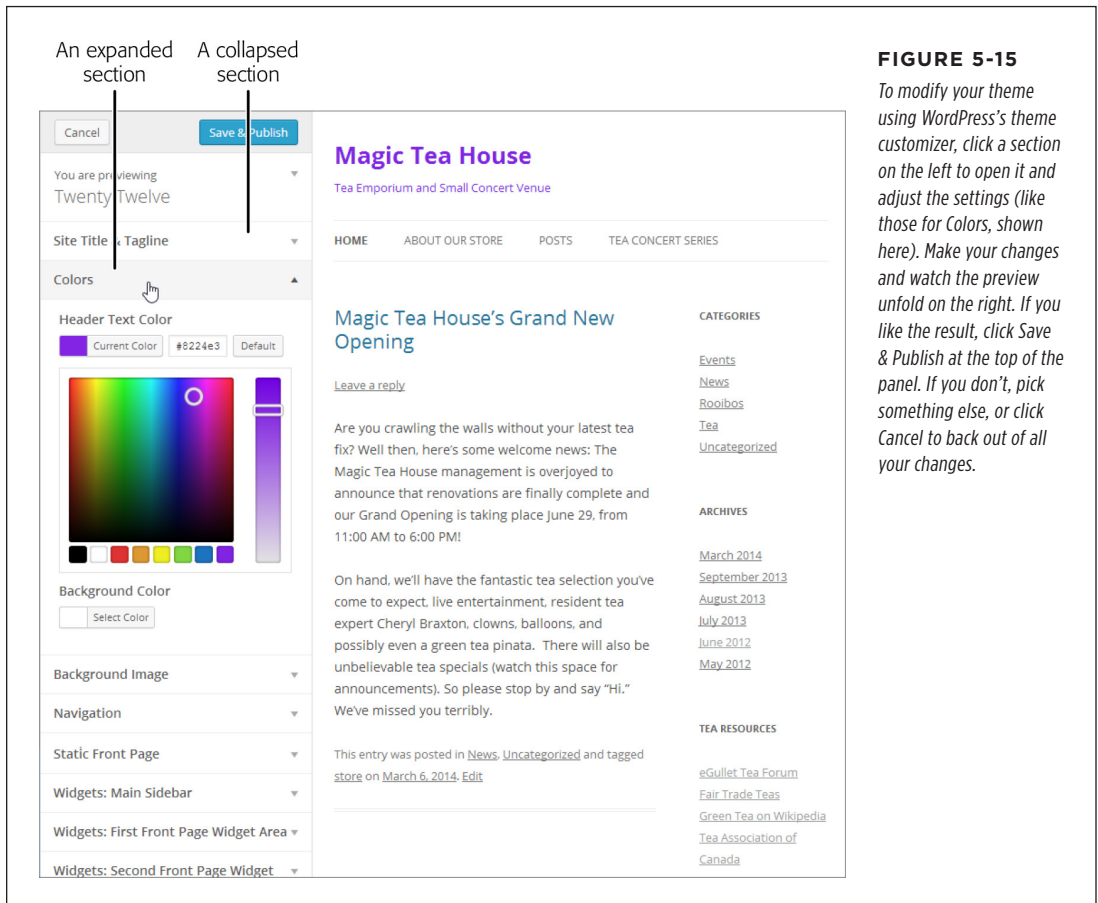 An expanded
section
A collapsed
section
Cancel
Save & Publish
You are previewing
Twenty Twelve
Site Title & Tagline
Colors
Header Text Color
Current Color
#8224e3
Default
Background Color
Select Color
Background Image
Navigation
Static Front Page
Widgets: Main Sidebar
Widgets: First Front Page Widget Area
Widgets: Second Front Page Widget
Magic Tea House
Tea Emporium and Small Concert Venue
HOME ABOUT OUR STORE POSTS TEA CONCERT SERIES
Magic Tea House's Grand New
Opening
Leave a reply
Are you crawling the walls without your latest tea
fix? Well then, here's some welcome news: The
Magic Tea House management is overjoyed to
announce that renovations are finally complete and
our Grand Opening is taking place June 29, from
11:00 AM to 6:00 PM!
On hand, we'll have the fantastic tea selection you've
come to expect, live entertainment, resident tea
expert Cheryl Braxton, clowns, balloons, and
possibly even a green tea pinata. There will also be
unbelievable tea specials (watch this space for
announcements). So please stop by and say “Hi.”
We've missed you terribly.
This entry was posted in News, Uncategorized and tagged
store on March 6, 2014. Edit
CATEGORIES
Events
News
Rooibos
Tea
Uncategorized
ARCHIVES
March 2014
September 2013
August 2013
July 2013
June 2012
May 2012
TEA RESOURCES
eGullet Tea Forum
Fair Trade Teas
Green Tea on Wikipedia
Tea Association of
Canada
FIGURE 5-15
To modify your theme
using WordPress's theme
customizer, click a section
on the left to open it and
adjust the settings (like
those for Colors, shown
here). Make your changes
and watch the preview
unfold on the right. If you
like the result, click Save
& Publish at the top of the
panel. If you don't, pick
something else, or click
Cancel to back out of all
your changes.